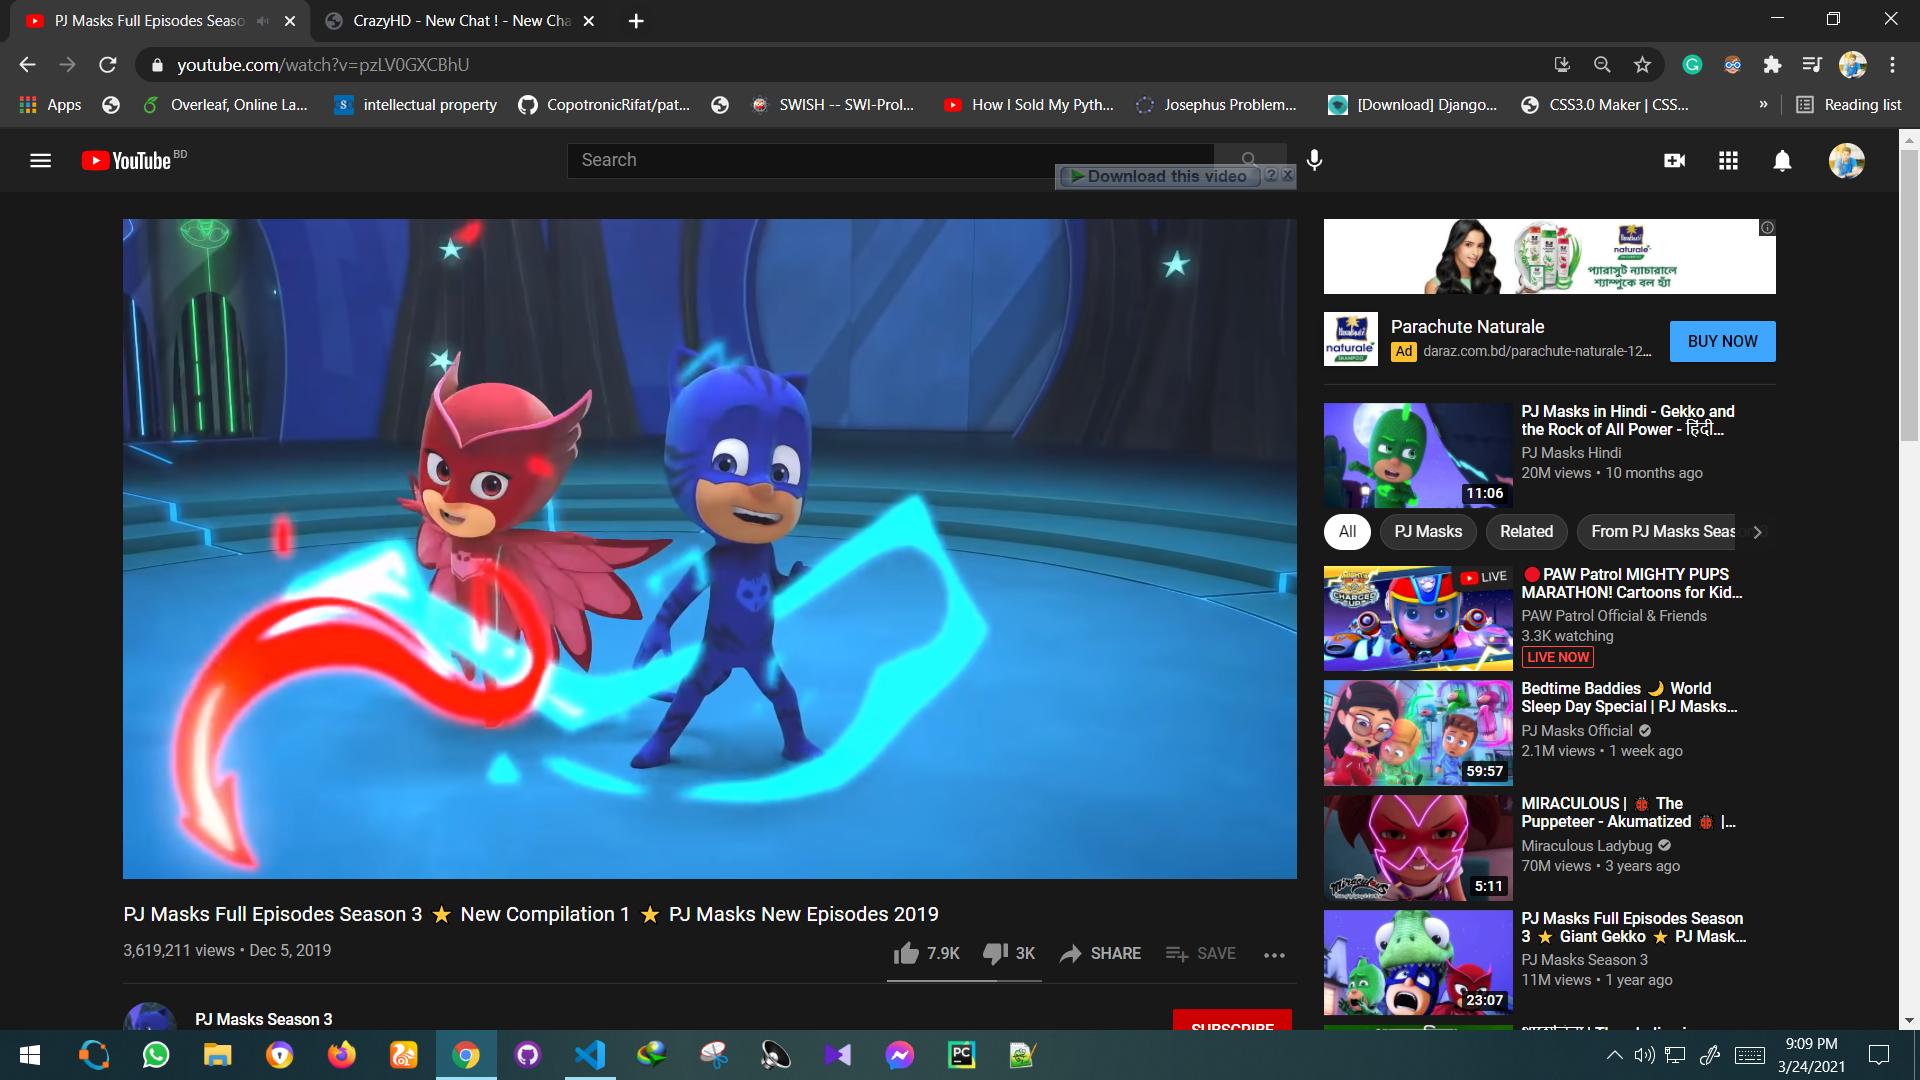 PJ Masks Full Episodes Seaso
CrazyHD - New Chat ! - New Cha
youtube.com/watch?v=pzLV0GXCBhU
Apps
Overleaf, Online La...
intellectual property
CopotronicRifat/pat...
SWISH -- SWI-Prol...
How I Sold My Pyth...
Josephus Problem...
[Download] Django...
CSS3.0 Maker | CSS...
»
Reading list
YouTube BD
Search
Download this video ? X
naturale
প্যারাসুট ন্যাচারালে
শ্যাম্পুকে বল হ্যাঁ
naturale
SHAMPOO
Parachute Naturale
Ad daraz.com.bd/parachute-naturale-12...
BUY NOW
PJ Masks in Hindi - Gekko and
the Rock of All Power - हिंदी...
PJ Masks Hindi
20M views • 10 months ago
11:06
All
PJ Masks
Related
From PJ Masks Seas
LIVE
CHARGED UP
PAW Patrol MIGHTY PUPS
MARATHON! Cartoons for Kid...
PAW Patrol Official & Friends
3.3K watching
LIVE NOW
Bedtime Baddies 🌙 World
Sleep Day Special | PJ Masks...
PJ Masks Official
2.1M views • 1 week ago
59:57
MIRACULOUS | 🐞 The
Puppeteer - Akumatized 🐞 |...
Miraculous Ladybug
70M views • 3 years ago
Miraculous
5:11
PJ Masks Full Episodes Season
3 ⭐ Giant Gekko ⭐ PJ Mask...
PJ Masks Season 3
11M views • 1 year ago
23:07
PJ Masks Full Episodes Season 3 ⭐ New Compilation 1 ⭐ PJ Masks New Episodes 2019
3,619,211 views • Dec 5, 2019
7.9K
3K
SHARE
SAVE
PJ Masks Season 3
SUBSCRIBE
PC
9:09 PM
3/24/2021